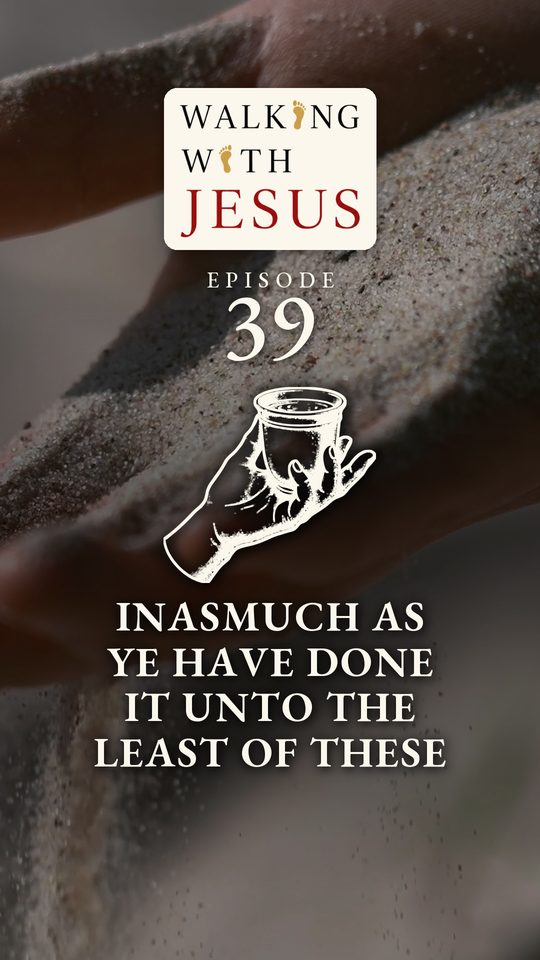 WALKING
WITH
JESUS
EPISODE
39
INASMUCH AS
YE HAVE DONE
IT UNTO THE
LEAST OF THESE